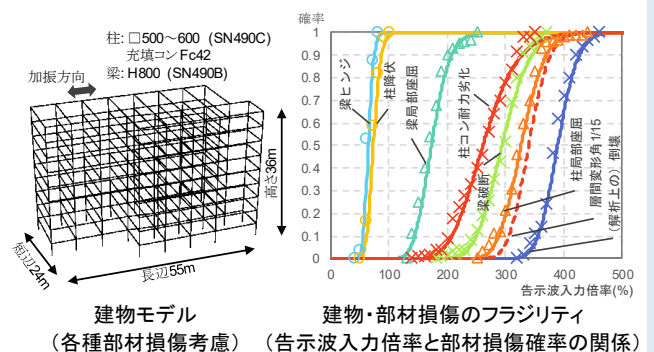 柱: □500～600 (SN490C)
充填コンFc42
梁: H800 (SN490B)
加振方向
高さ36m
短辺24m
長辺55m
建物モデル
（各種部材損傷考慮）
確率
1
0.9
0.8
0.7
0.6
0.5
0.4
0.3
0.2
0.1
0
梁ヒンジ
柱降伏
梁局部座屈
柱コン耐力劣化
梁破断
柱局部座屈
層間変形角1/15
（解析上の）倒壊
0
100
200
300
400
500
告示波入力倍率(%)
建物・部材損傷のフラジリティ
（告示波入力倍率と部材損傷確率の関係）